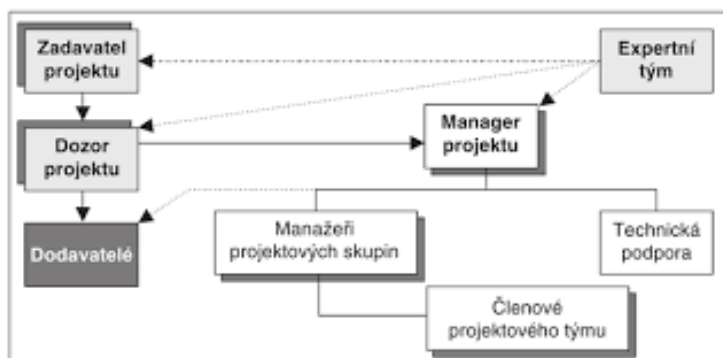 Zadavatel
projektu
Expertní
tým
Dozor
projektu
Manager
projektu
Dodavatelé
Manažeři
projektových skupin
Technická
podpora
Členové
projektového týmu